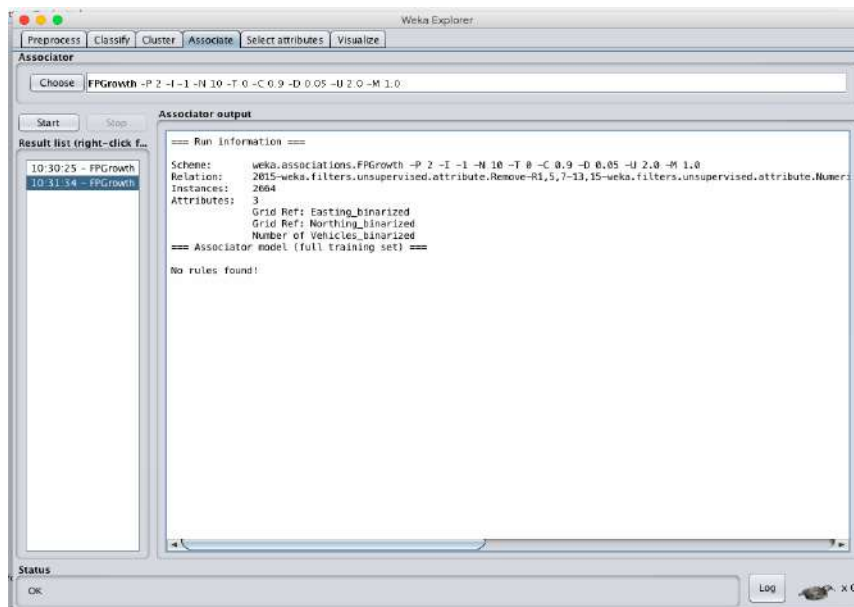 Weka Explorer
Preprocess Classify Cluster Associate Select attributes Visualize
Associator
Choose FPGrowth -P 2 -I -1 -N 10 -T 0 -C 0.9 -D 0.05 -U 2.0 -M 1.0
Start Stop
Associator output
Result list (right-click f...
10:30:25 - FPGrowth
10:31:34 - FPGrowth
=== Run information ===
Scheme: weka.associations.FPGrowth -P 2 -I -1 -N 10 -T 0 -C 0.9 -D 0.05 -U 2.0 -M 1.0
Relation: 2015-weka.filters.unsupervised.attribute.Remove-R1,5,7-13,15-weka.filters.unsupervised.attribute.Numeri
Instances: 2664
Attributes: 3
Grid Ref: Easting_binarized
Grid Ref: Northing_binarized
Number of Vehicles_binarized
=== Associator model (full training set) ===
No rules found!
Status
OK
Log
x 0